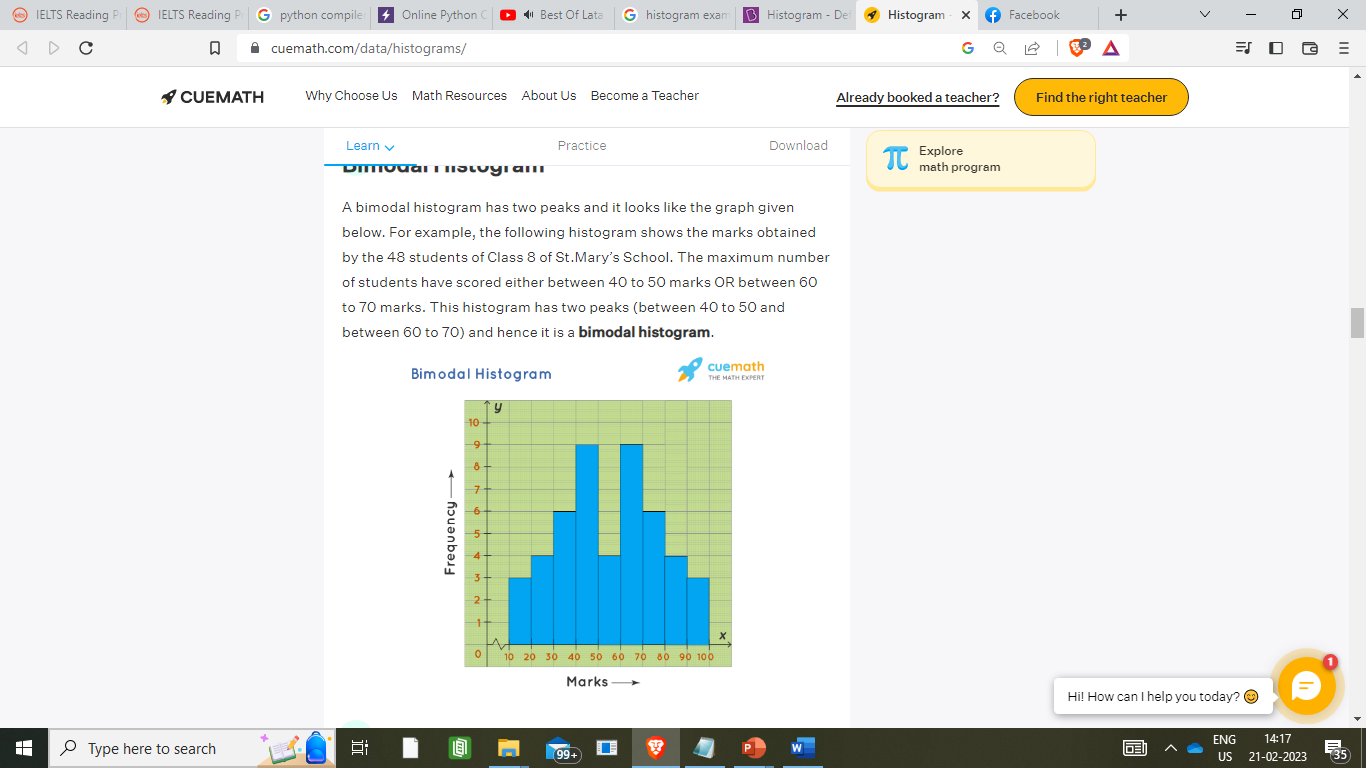 IELTS Reading P
IELTS Reading P
python compile
Online Python C
Best Of Lata
histogram exam
Histogram - De
Histogram -
Facebook
cuemath.com/data/histograms/
2
CUEMATH
Why Choose Us
Math Resources
About Us
Become a Teacher
Already booked a teacher?
Find the right teacher
Learn
Practice
Download
Explore
math program
Bimodal Histogram
A bimodal histogram has two peaks and it looks like the graph given
below. For example, the following histogram shows the marks obtained
by the 48 students of Class 8 of St.Mary’s School. The maximum number
of students have scored either between 40 to 50 marks OR between 60
to 70 marks. This histogram has two peaks (between 40 to 50 and
between 60 to 70) and hence it is a bimodal histogram.
Bimodal Histogram
cuemath
THE MATH EXPERT
y
10
9
8
7
6
5
4
3
2
1
0
Frequency
10 20 30 40 50 60 70 80 90 100
x
Marks
Hi! How can I help you today? 😊
1
Type here to search
99+
ENG
US
14:17
21-02-2023
35